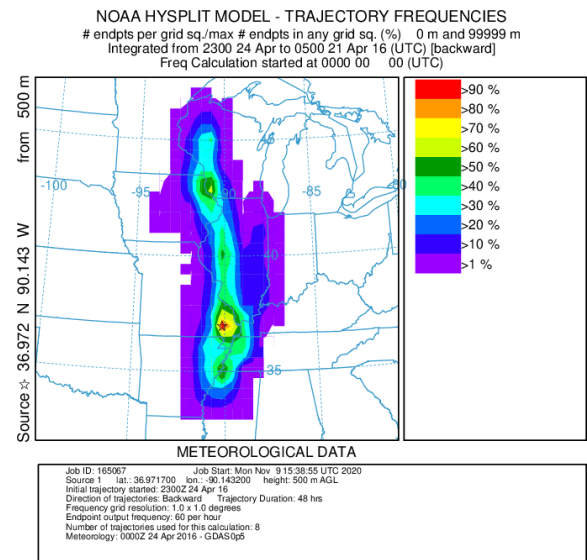 NOAA HYSPLIT MODEL - TRAJECTORY FREQUENCIES
# endpts per grid sq./max # endpts in any grid sq. (%) 0 m and 99999 m
Integrated from 2300 24 Apr to 0500 21 Apr 16 (UTC) [backward]
Freq Calculation started at 0000 00 00 (UTC)
Source ☆ 36.972 N 90.143 W from 500 m
-100
-95
-90
-85
45
40
35
>90 %
>80 %
>70 %
>60 %
>50 %
>40 %
>30 %
>20 %
>10 %
>1 %
METEOROLOGICAL DATA
Job ID: 165067 Job Start: Mon Nov 9 15:38:55 UTC 2020
Source 1 lat.: 36.971700 lon.: -90.143200 height: 500 m AGL
Initial trajectory started: 2300Z 24 Apr 16
Direction of trajectories: Backward Trajectory Duration: 48 hrs
Frequency grid resolution: 1.0 x 1.0 degrees
Endpoint output frequency: 60 per hour
Number of trajectories used for this calculation: 8
Meteorology: 0000Z 24 Apr 2016 - GDAS0p5